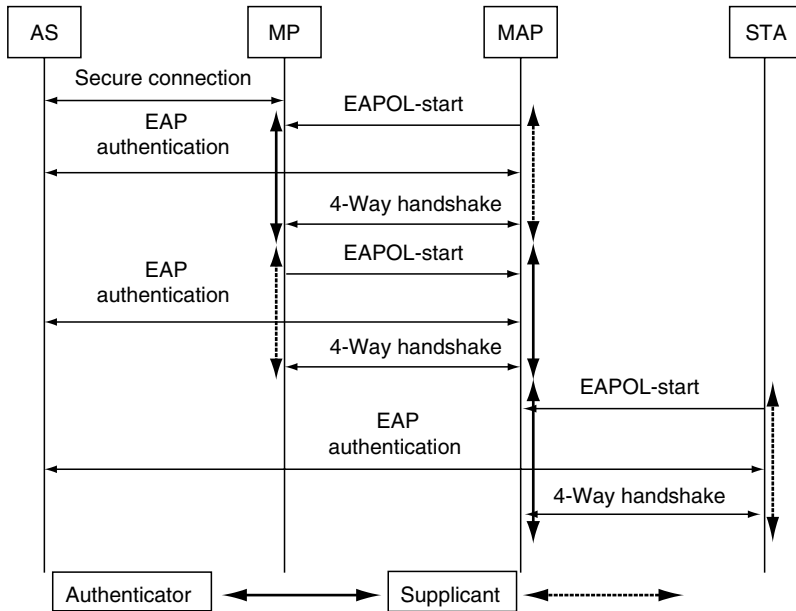 AS
MP
MAP
STA
Secure connection
EAPOL-start
EAP
authentication
4-Way handshake
EAPOL-start
EAP
authentication
4-Way handshake
EAPOL-start
EAP
authentication
4-Way handshake
Authenticator
Supplicant